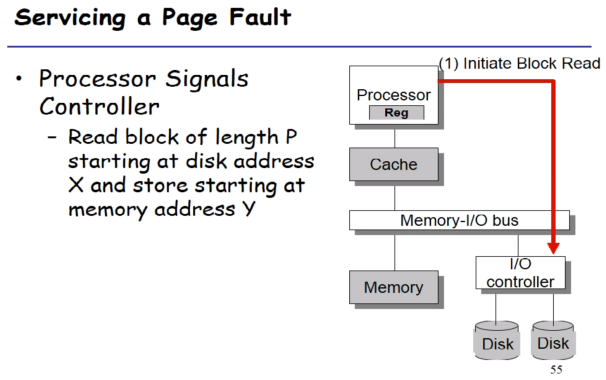 Servicing a Page Fault
• Processor Signals
Controller
– Read block of length P
starting at disk address
X and store starting at
memory address Y
(1) Initiate Block Read
Processor
Reg
Cache
Memory-I/O bus
Memory
I/O
controller
Disk
Disk
55